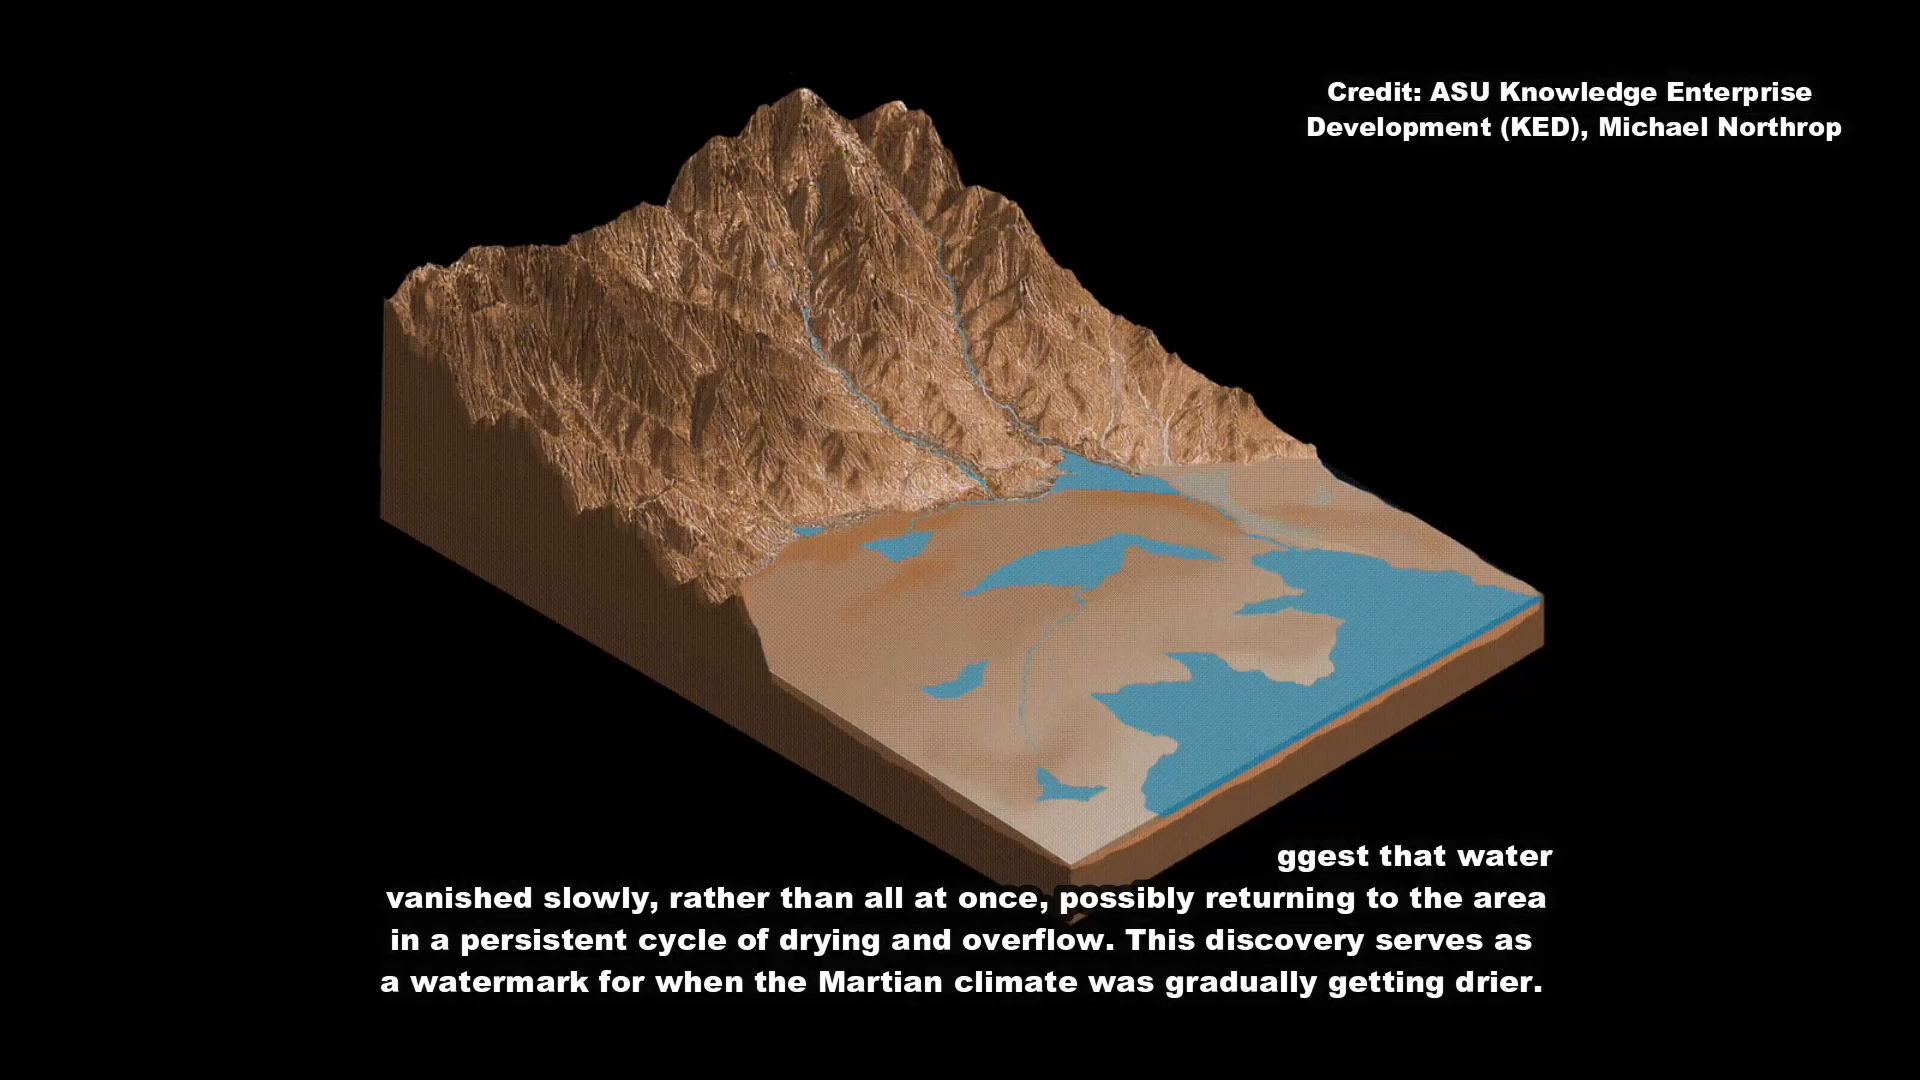 Credit: ASU Knowledge Enterprise
Development (KED), Michael Northrop
ggest that water
vanished slowly, rather than all at once, possibly returning to the area
in a persistent cycle of drying and overflow. This discovery serves as
a watermark for when the Martian climate was gradually getting drier.